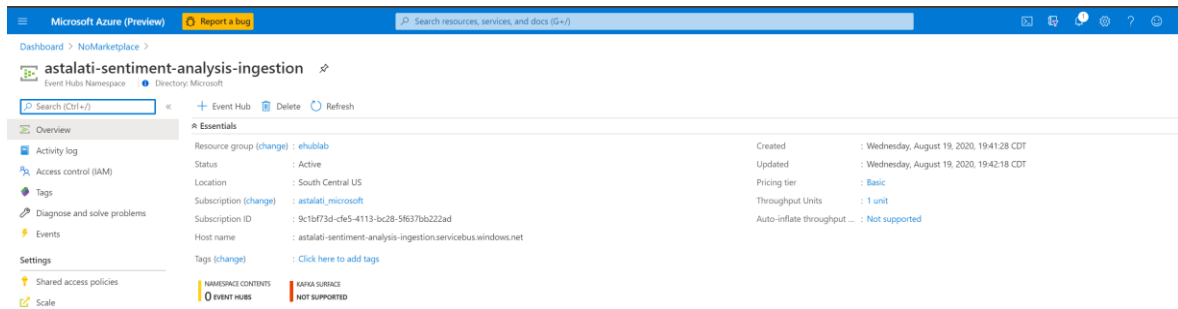 Microsoft Azure (Preview)
Report a bug
Search resources, services, and docs (G+/)
1
Dashboard > NoMarketplace >
astalati-sentiment-analysis-ingestion
Event Hubs Namespace
Directory: Microsoft
Search (Ctrl+/)
«
+ Event Hub
Delete
Refresh
Overview
Activity log
Access control (IAM)
Tags
Diagnose and solve problems
Events
Settings
Shared access policies
Scale
Essentials
Resource group (change) : ehublab
Status : Active
Location : South Central US
Subscription (change) : astalati_microsoft
Subscription ID : 9c1bf73d-cfe5-4113-bc28-5f637bb222ad
Host name : astalati-sentiment-analysis-ingestion.servicebus.windows.net
Tags (change) : Click here to add tags
Created : Wednesday, August 19, 2020, 19:41:28 CDT
Updated : Wednesday, August 19, 2020, 19:42:18 CDT
Pricing tier : Basic
Throughput Units : 1 unit
Auto-inflate throughput ... : Not supported
NAMESPACE CONTENTS
0 EVENT HUBS
KAFKA SURFACE
NOT SUPPORTED